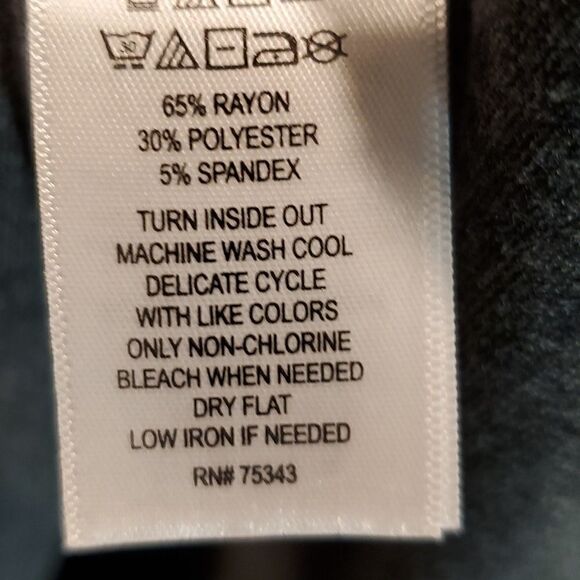 30
65% RAYON
30% POLYESTER
5% SPANDEX
TURN INSIDE OUT
MACHINE WASH COOL
DELICATE CYCLE
WITH LIKE COLORS
ONLY NON-CHLORINE
BLEACH WHEN NEEDED
DRY FLAT
LOW IRON IF NEEDED
RN# 75343